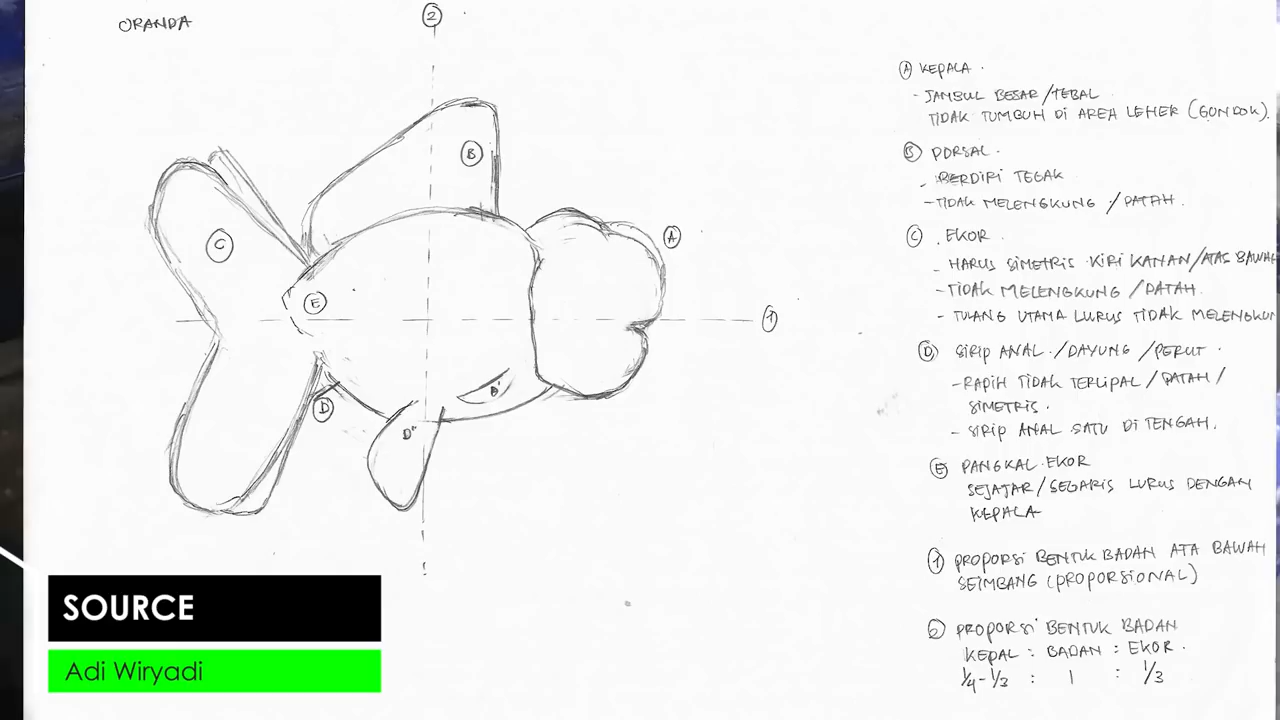 ORANDA
2
B
A
C
E
1
D
D'
D"
A KEPALA.
- JAMBUL BESAR/TEBAL
TIDAK TUMBUH DI AREA LEHER (GONDOK).
B DORSAL.
- BERDIRI TEGAK
- TIDAK MELENGKUNG / PATAH.
C . EKOR
- HARUS SIMETRIS KIRI KANAN/ATAS BAWAH
- TIDAK MELENGKUNG / PATAH.
- TULANG UTAMA LURUS TIDAK MELENGKUN
D SIRIP ANAL /DAYUNG /PERUT.
- RAPIH TIDAK TERLIPAT / PATAH /
SIMETRIS.
- SIRIP ANAL SATU DI TENGAH.
E PANGKAL EKOR
SEJAJAR/SEGARIS LURUS DENGAN
KEPALA
1 PROPORSI BENTUK BADAN ATA BAWAH
SEIMBANG (PROPORSIONAL)
2 PROPORSI BENTUK BADAN
KEPAL : BADAN : EKOR.
1/4-1/3 : 1 : 1/3
SOURCE
Adi Wiryadi